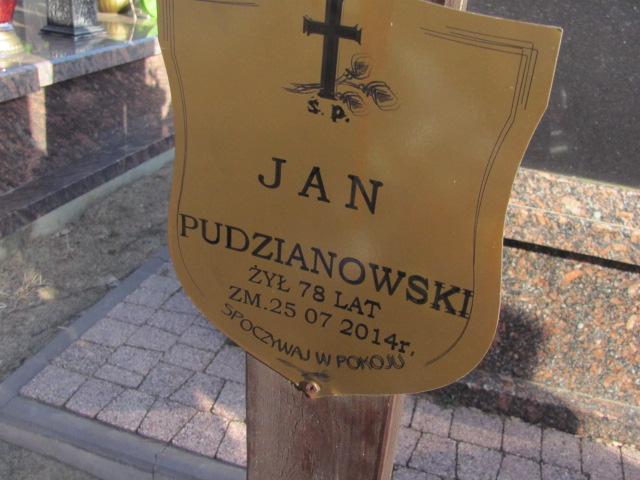 ś. p.
JAN
PUDZIANOWSKI
ŻYŁ 78 LAT
ZM.25 07 2014r.
SPOCZYWAJ W POKOJU